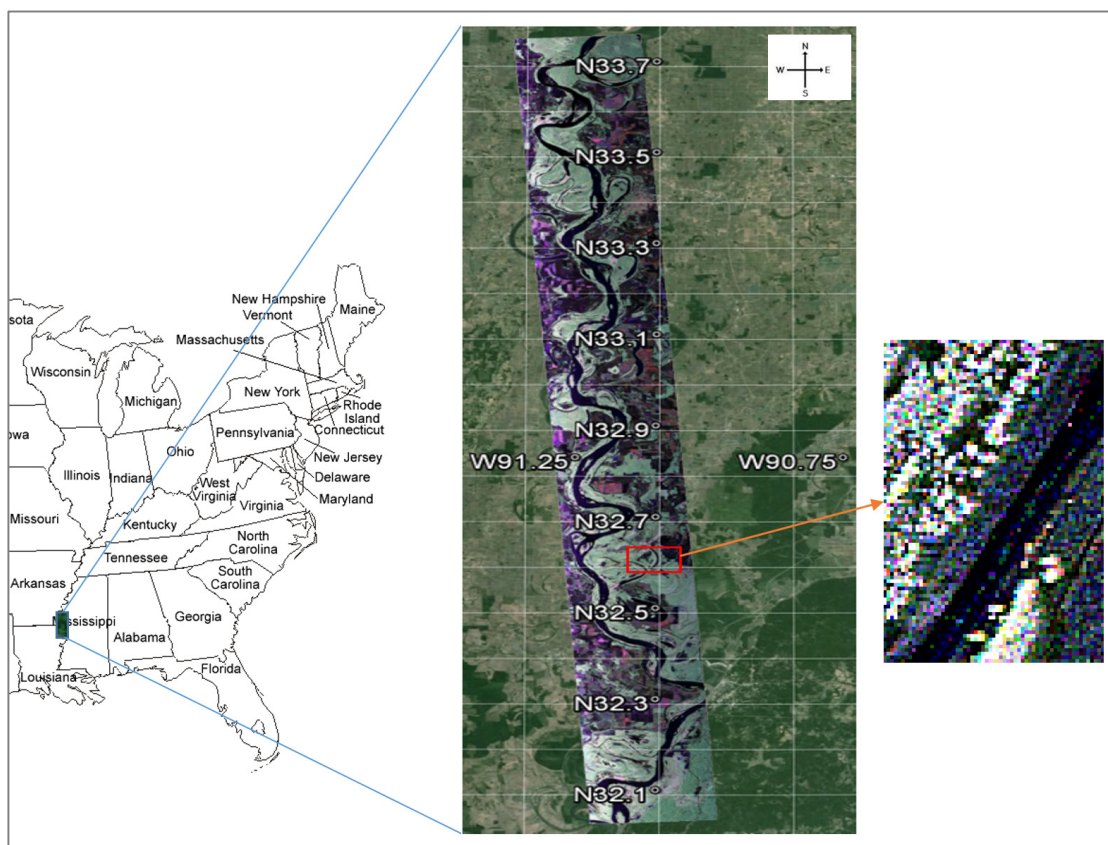 sota
Wisconsin
Michigan
owa
Illinois
Indiana
Ohio
Missouri
Kentucky
West
Virginia
Virginia
Tennessee
North
Carolina
Arkansas
South
Carolina
Mississippi
Alabama
Georgia
Louisiana
Florida
New Hampshire
Vermont
Maine
Massachusetts
New York
Rhode
Island
Connecticut
Pennsylvania
New Jersey
Delaware
Maryland
N
W E
S
N33.7°
N33.5°
N33.3°
N33.1°
N32.9°
W91.25° W90.75°
N32.7°
N32.5°
N32.3°
N32.1°